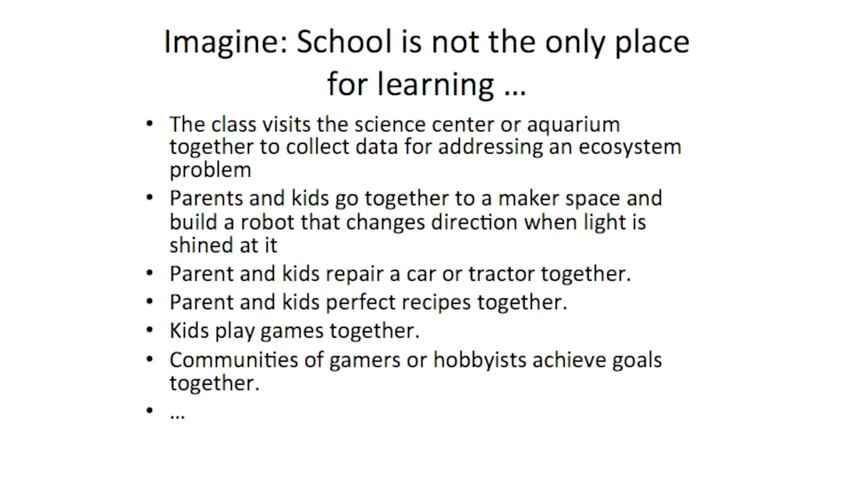 Imagine: School is not the only place
for learning ...
• The class visits the science center or aquarium
together to collect data for addressing an ecosystem
problem
• Parents and kids go together to a maker space and
build a robot that changes direction when light is
shined at it
• Parent and kids repair a car or tractor together.
• Parent and kids perfect recipes together.
• Kids play games together.
• Communities of gamers or hobbyists achieve goals
together.
• ...